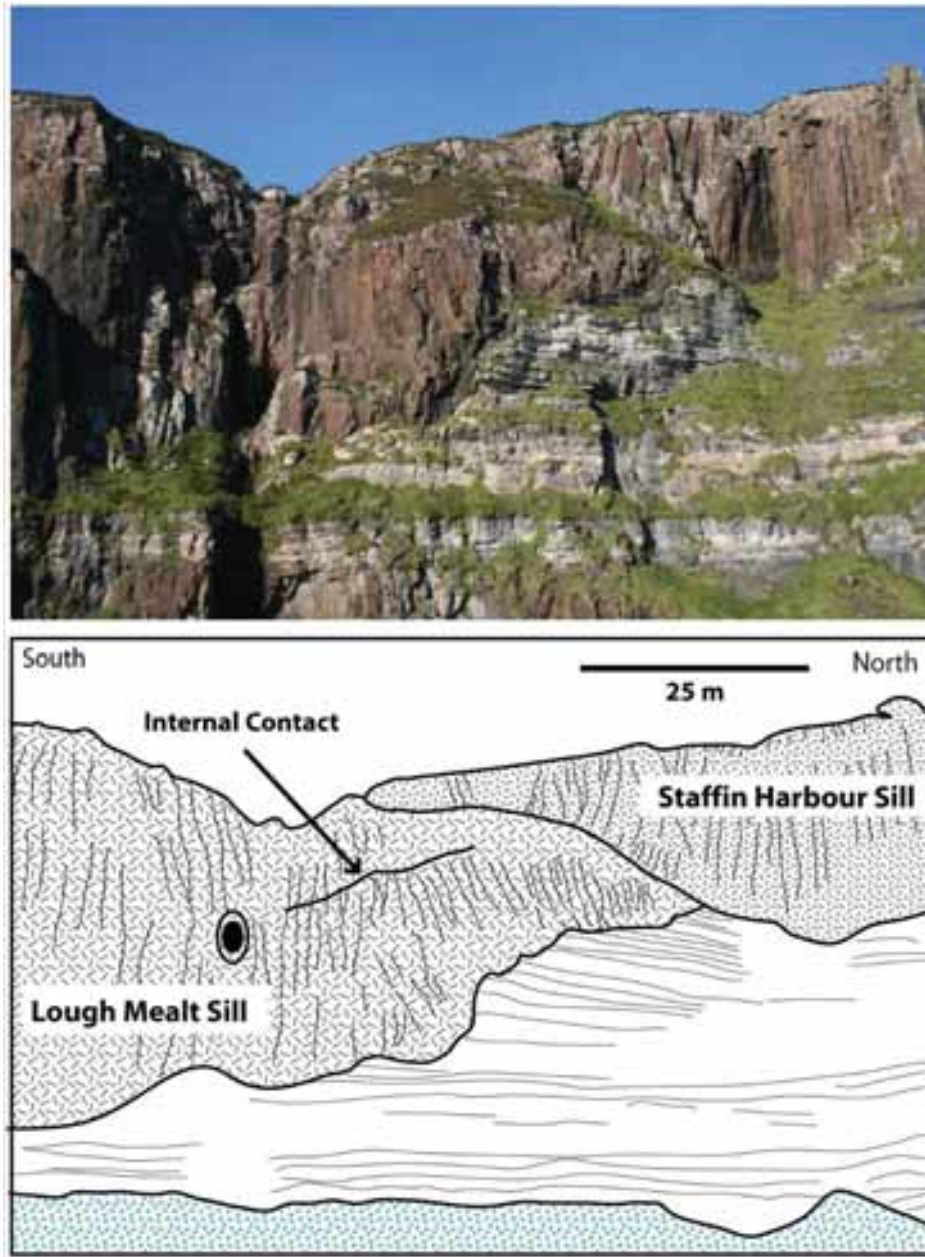 South
North
25 m
Internal Contact
Staffin Harbour Sill
Lough Mealt Sill